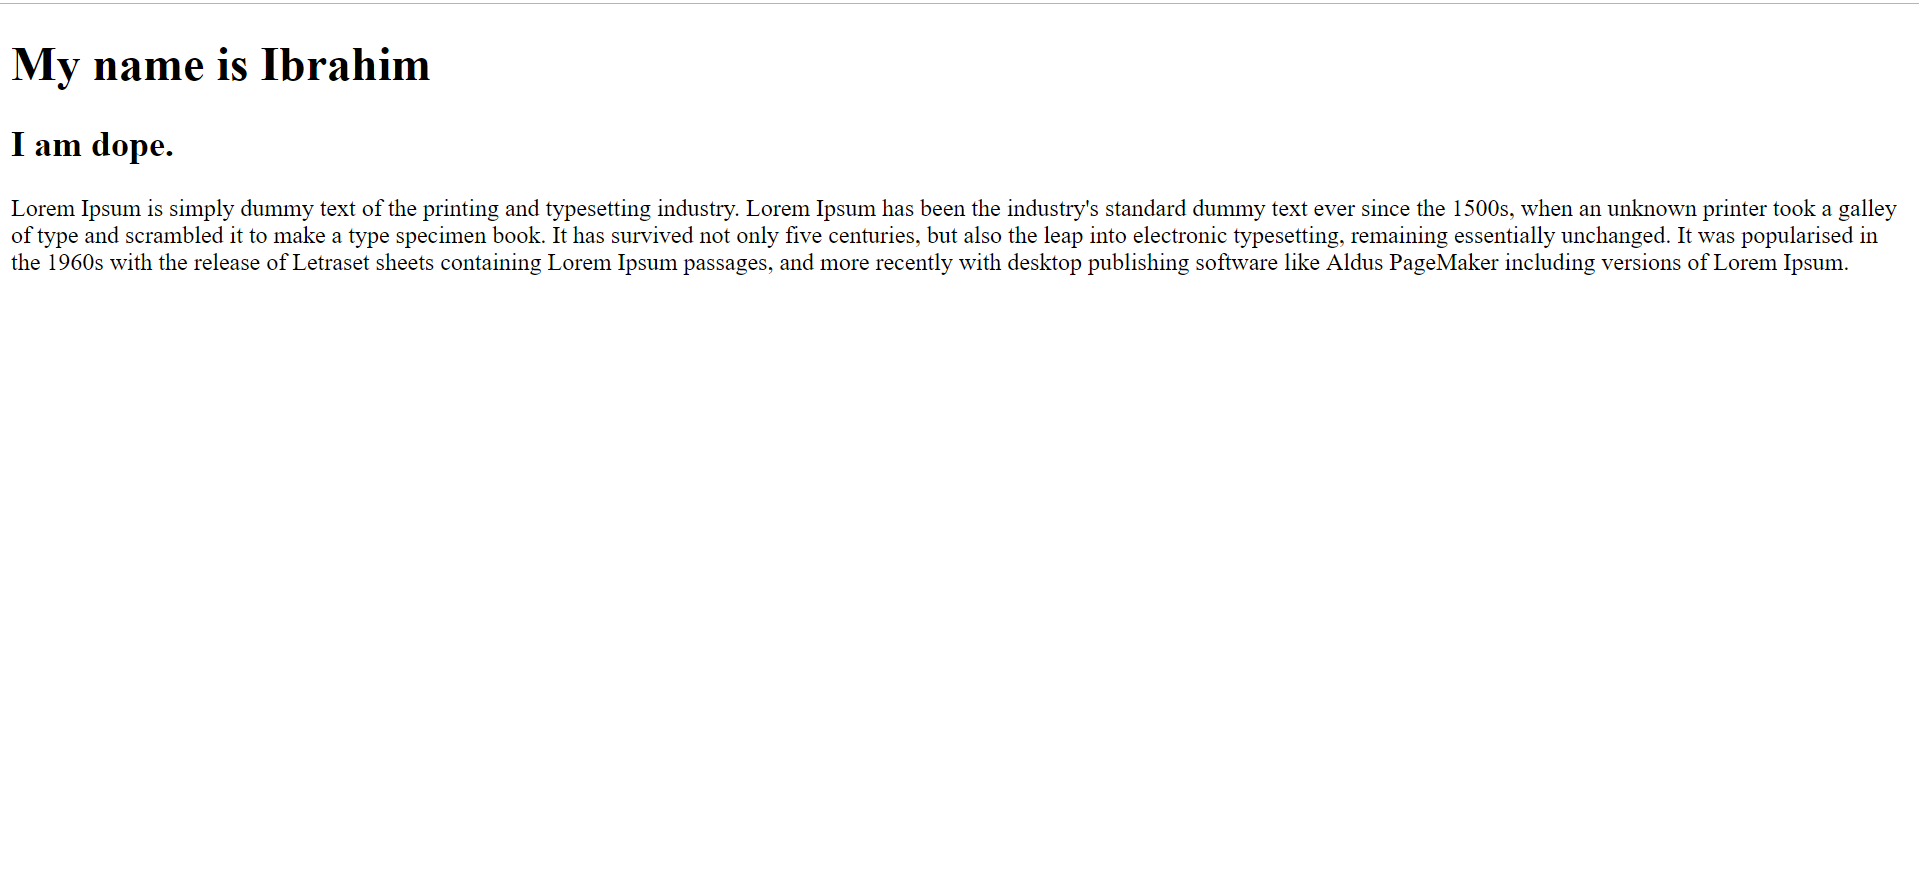 My name is Ibrahim
I am dope.
Lorem Ipsum is simply dummy text of the printing and typesetting industry. Lorem Ipsum has been the industry's standard dummy text ever since the 1500s, when an unknown printer took a galley
of type and scrambled it to make a type specimen book. It has survived not only five centuries, but also the leap into electronic typesetting, remaining essentially unchanged. It was popularised in
the 1960s with the release of Letraset sheets containing Lorem Ipsum passages, and more recently with desktop publishing software like Aldus PageMaker including versions of Lorem Ipsum.